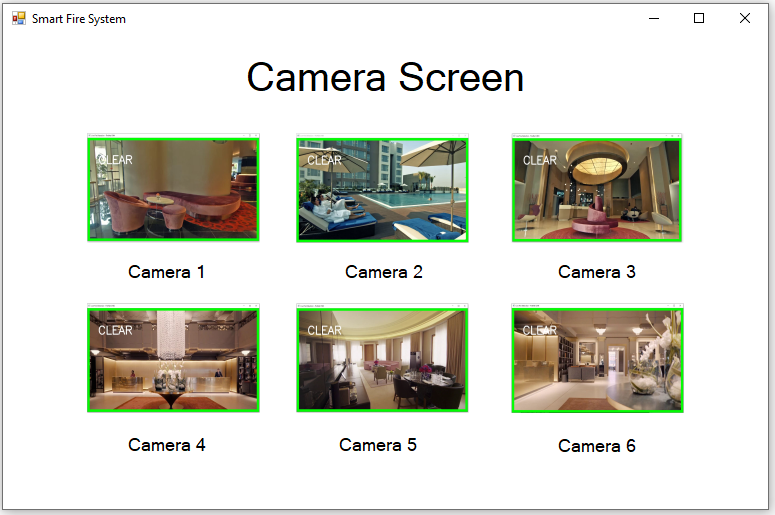 Smart Fire System
Camera Screen
CLEAR
CLEAR
CLEAR
Camera 1
Camera 2
Camera 3
CLEAR
CLEAR
CLEAR
Camera 4
Camera 5
Camera 6